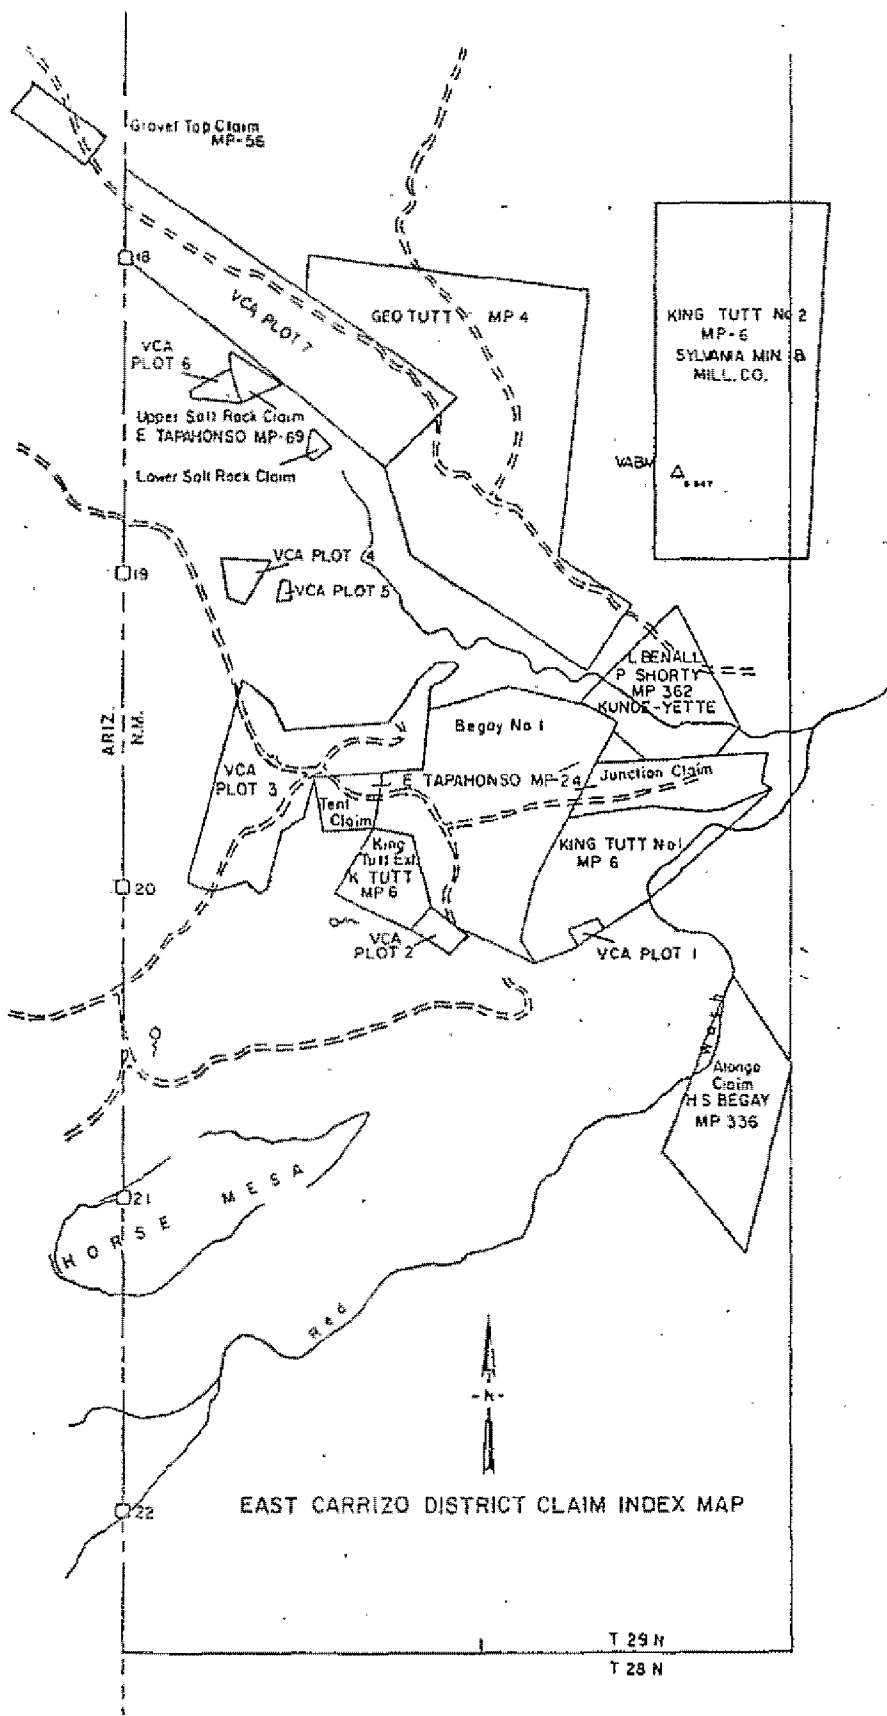 Gravel Top Claim
MP-56
18
VCA PLOT 7
GEO TUTT MP 4
KING TUTT No 2
MP-6
SYLVANIA MIN. &
MILL. CO.
VCA
PLOT 6
Upper Salt Rock Claim
E TAPAHONSO MP-69
Lower Salt Rock Claim
VABM
19
VCA PLOT 4
VCA PLOT 5
L. BENALL
P SHORTY
MP 362
KUNDE-YETTE
ARIZ.
N.M.
Begay No 1
VCA
PLOT 3
E TAPAHONSO MP-24
Junction Claim
Tent
Claim
King
Tutt Ext.
K TUTT
MP 6
KING TUTT No 1
MP 6
20
VCA
PLOT 2
VCA PLOT 1
Wash
Alongo
Claim
H S BEGAY
MP 336
21
HORSE MESA
Red
-N-
22
EAST CARRIZO DISTRICT CLAIM INDEX MAP
T 29 N
T 28 N